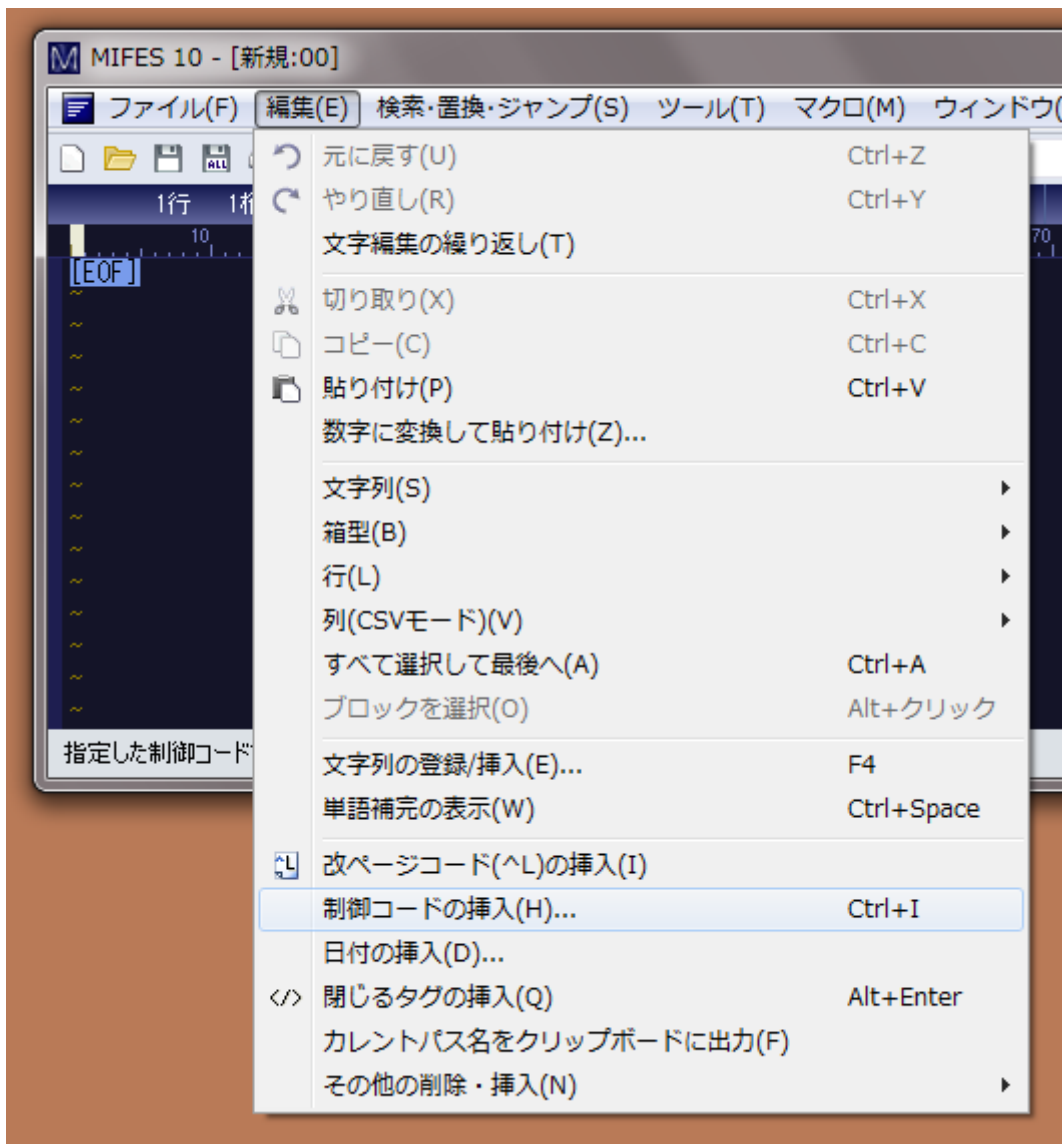 MIFES 10 - [新規:00]
ファイル(F) 編集(E) 検索・置換・ジャンプ(S) ツール(T) マクロ(M) ウィンドウ(
ALL
1行 1桁
10 70
[EOF]
元に戻す(U) Ctrl+Z
やり直し(R) Ctrl+Y
文字編集の繰り返し(T)
切り取り(X) Ctrl+X
コピー(C) Ctrl+C
貼り付け(P) Ctrl+V
数字に変換して貼り付け(Z)...
文字列(S)
箱型(B)
行(L)
列(CSVモード)(V)
すべて選択して最後へ(A) Ctrl+A
ブロックを選択(O) Alt+クリック
文字列の登録/挿入(E)... F4
単語補完の表示(W) Ctrl+Space
改ページコード(^L)の挿入(I)
制御コードの挿入(H)... Ctrl+I
日付の挿入(D)...
閉じるタグの挿入(Q) Alt+Enter
カレントパス名をクリップボードに出力(F)
その他の削除・挿入(N)
指定した制御コード